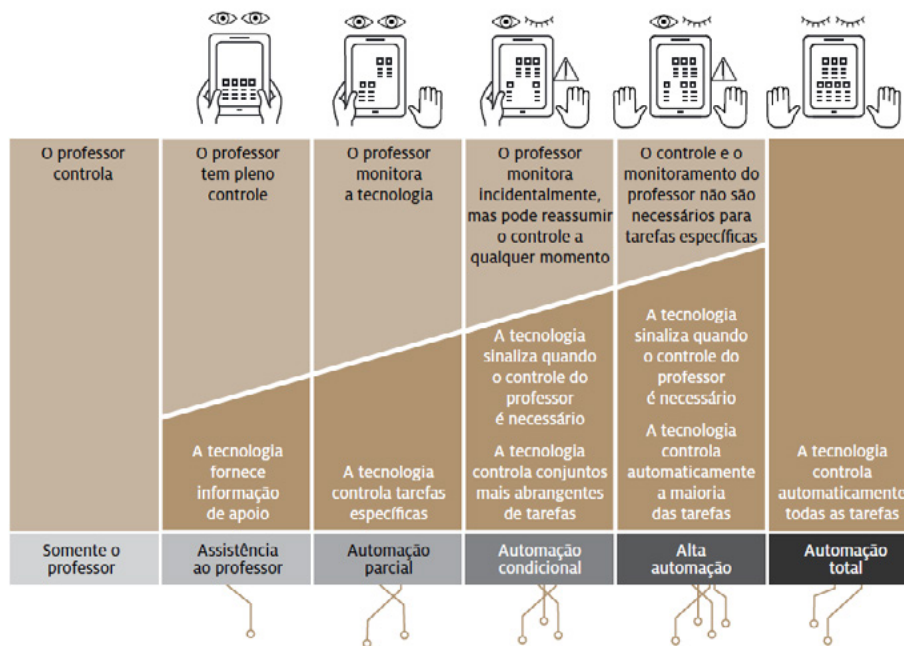 O professor
controla
O professor
tem pleno
controle
O professor
monitora
a tecnologia
O professor
monitora
incidentalmente,
mas pode reassumir
o controle a
qualquer momento
O controle e o
monitoramento do
professor não são
necessários para
tarefas específicas
A tecnologia
fornece
informação
de apoio
A tecnologia
controla tarefas
específicas
A tecnologia
sinaliza quando
o controle do
professor
é necessário
A tecnologia
controla conjuntos
mais abrangentes
de tarefas
A tecnologia
sinaliza quando
o controle do
professor
é necessário
A tecnologia
controla
automaticamente
a maioria
das tarefas
A tecnologia
controla
automaticamente
todas as tarefas
Somente o
professor
Assistência
ao professor
Automação
parcial
Automação
condicional
Alta
automação
Automação
total